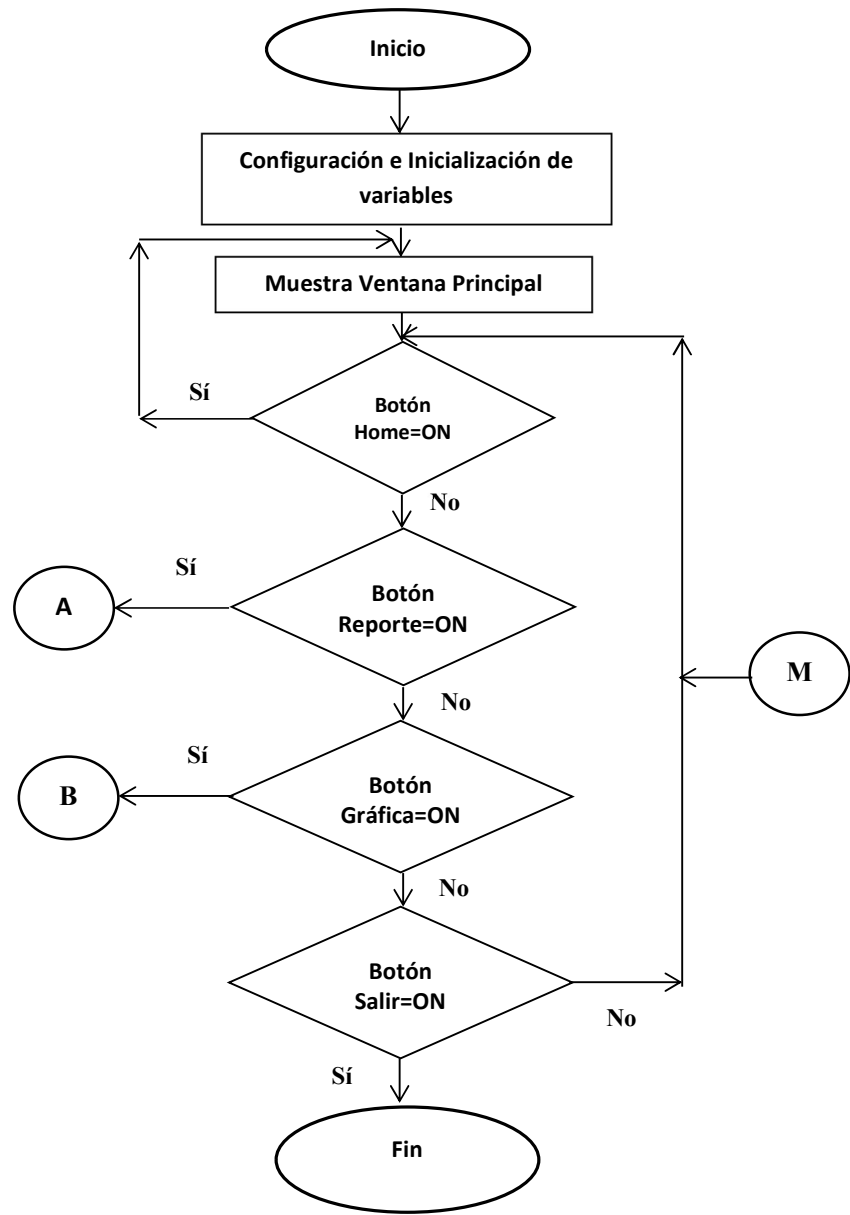 Inicio
Configuración e Inicialización de
variables
Muestra Ventana Principal
Sí
Botón
Home=ON
No
Sí
A
Botón
Reporte=ON
M
No
Sí
B
Botón
Gráfica=ON
No
Botón
Salir=ON
No
Sí
Fin